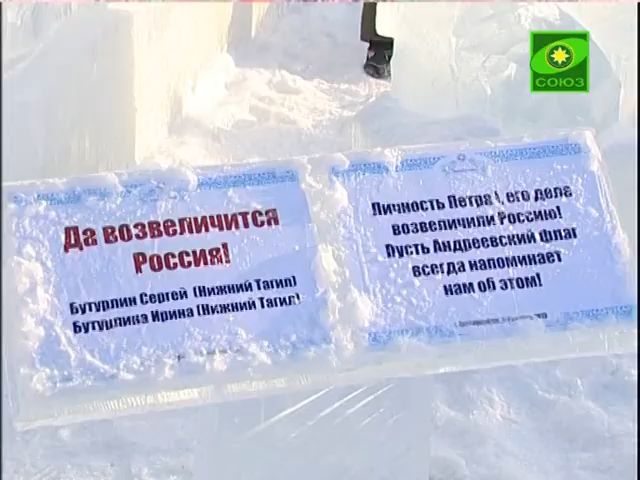 СОЮЗ
Да возвеличится
Россия!
Бутурлин Сергей (Нижний Тагил)
Бутурлина Ирина (Нижний Тагил)
Личность Петра I, его дела
возвеличили Россию!
Пусть Андреевский флаг
всегда напоминает
нам об этом!